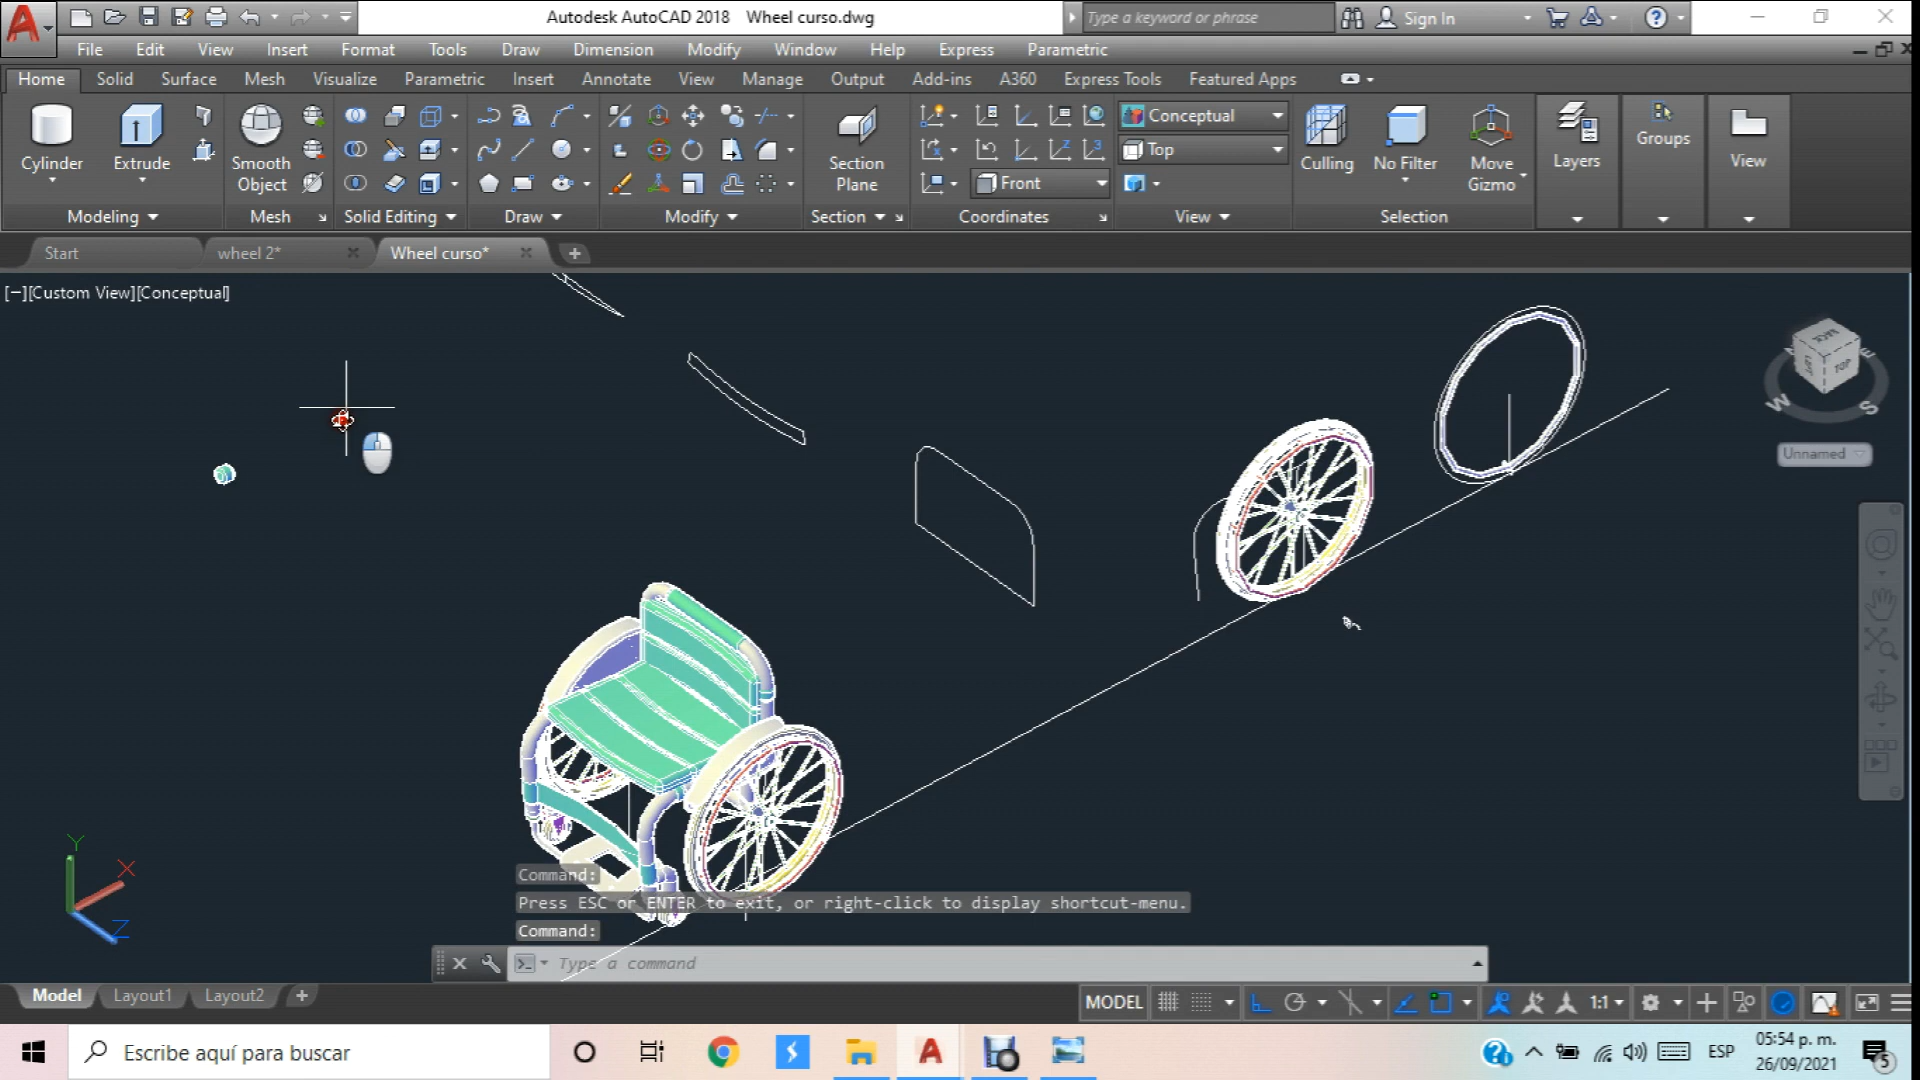 Autodesk AutoCAD 2018 Wheel curso.dwg
Type a keyword or phrase
Sign In
File Edit View Insert Format Tools Draw Dimension Modify Window Help Express Parametric
Home Solid Surface Mesh Visualize Parametric Insert Annotate View Manage Output Add-ins A360 Express Tools Featured Apps
Cylinder
Extrude
Smooth Object
Section Plane
Conceptual
Top
Front
Culling
No Filter
Move Gizmo
Layers
Groups
View
Modeling Mesh Solid Editing Draw Modify Section Coordinates View Selection
Start wheel 2* Wheel curso*
[−][Custom View][Conceptual]
TOP
W S
Unnamed
Y
X
Z
Command:
Press ESC or ENTER to exit, or right-click to display shortcut-menu.
Command:
Type a command
Model Layout1 Layout2
MODEL 1:1
Escribe aquí para buscar
ESP
05:54 p. m.
26/09/2021
5